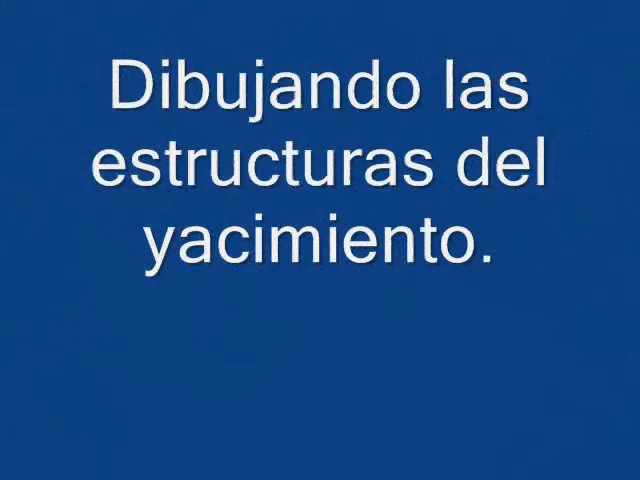 Dibujando las
estructuras del
yacimiento.